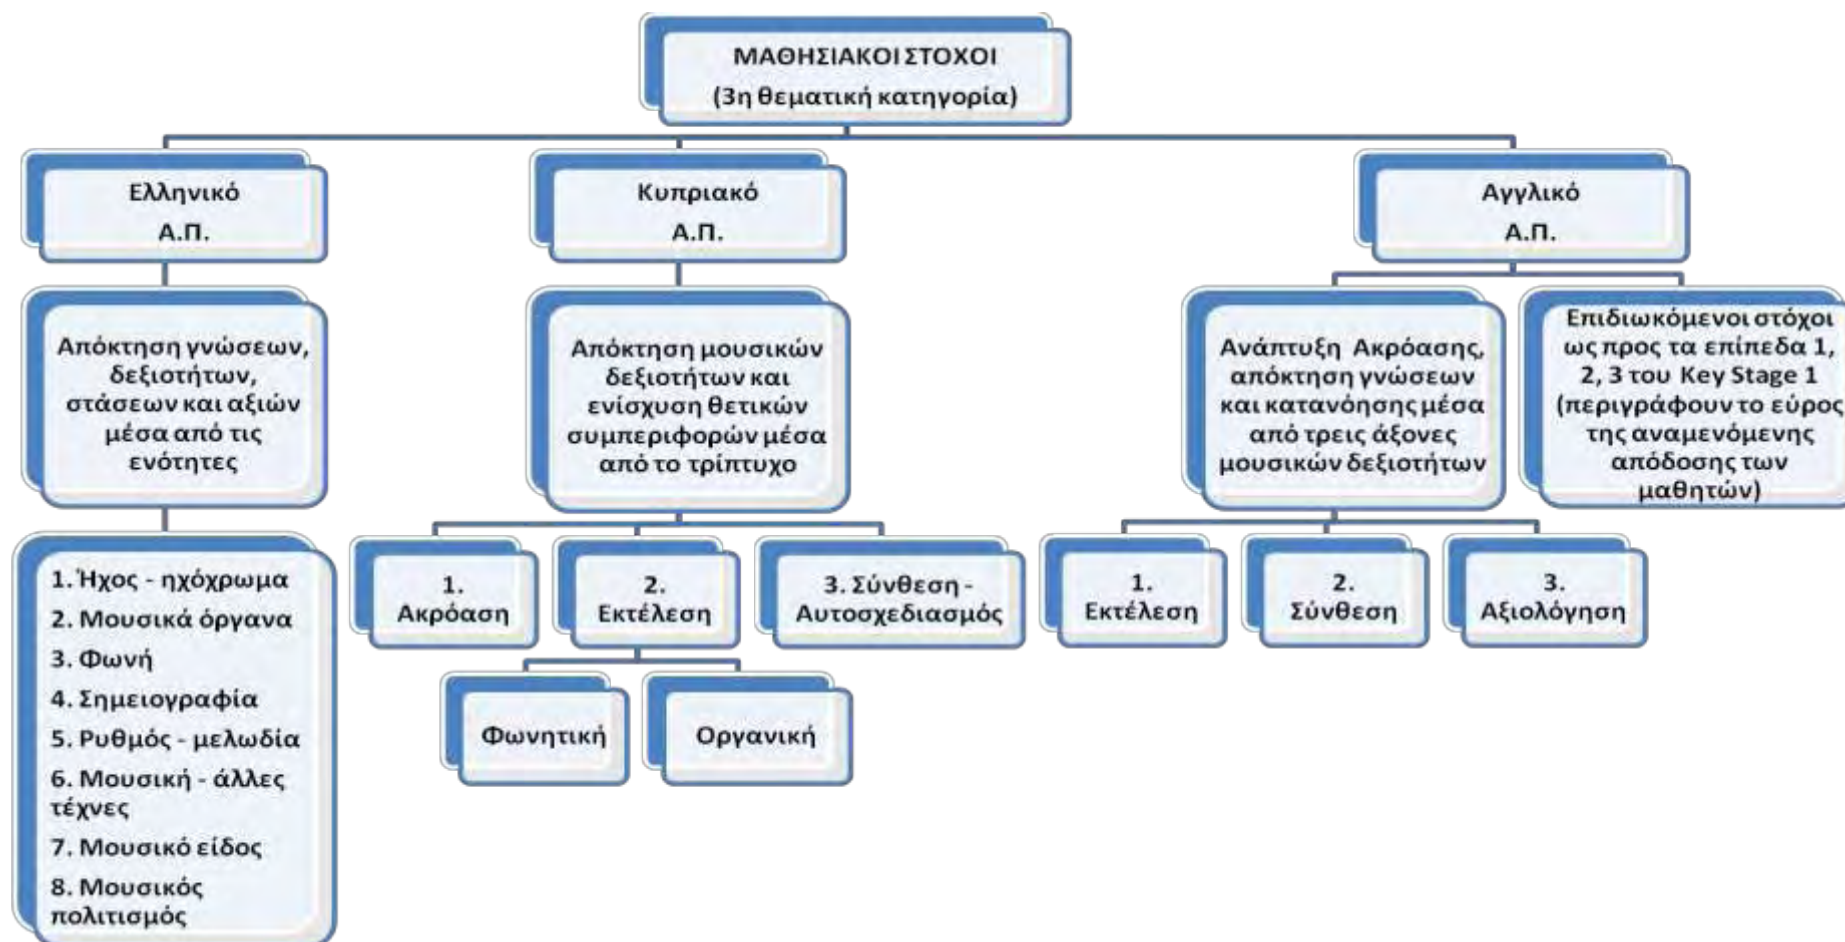 ΜΑΘΗΣΙΑΚΟΙ ΣΤΟΧΟΙ
(3η θεματική κατηγορία)
Ελληνικό
Α.Π.
Κυπριακό
Α.Π.
Αγγλικό
Α.Π.
Απόκτηση γνώσεων,
δεξιοτήτων,
στάσεων και αξιών
μέσα από τις
ενότητες
Απόκτηση μουσικών
δεξιοτήτων και
ενίσχυση θετικών
συμπεριφορών μέσα
από το τρίπτυχο
Ανάπτυξη Ακρόασης,
απόκτηση γνώσεων
και κατανόησης μέσα
από τρεις άξονες
μουσικών δεξιοτήτων
Επιδιωκόμενοι στόχοι
ως προς τα επίπεδα 1,
2, 3 του Key Stage 1
(περιγράφουν το εύρος
της αναμενόμενης
απόδοσης των
μαθητών)
1. Ήχος - ηχόχρωμα
2. Μουσικά όργανα
3. Φωνή
4. Σημειογραφία
5. Ρυθμός - μελωδία
6. Μουσική - άλλες
τέχνες
7. Μουσικό είδος
8. Μουσικός
πολιτισμός
1.
Ακρόαση
2.
Εκτέλεση
3. Σύνθεση -
Αυτοσχεδιασμός
Φωνητική
Οργανική
1.
Εκτέλεση
2.
Σύνθεση
3.
Αξιολόγηση